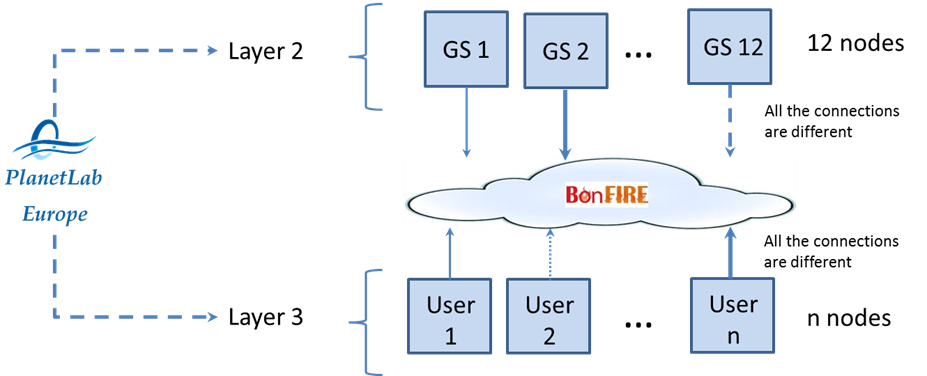 Layer 2
GS 1
GS 2
...
GS 12
12 nodes
All the connections
are different
PlanetLab
Europe
BonFIRE
All the connections
are different
Layer 3
User
1
User
2
...
User
n
n nodes